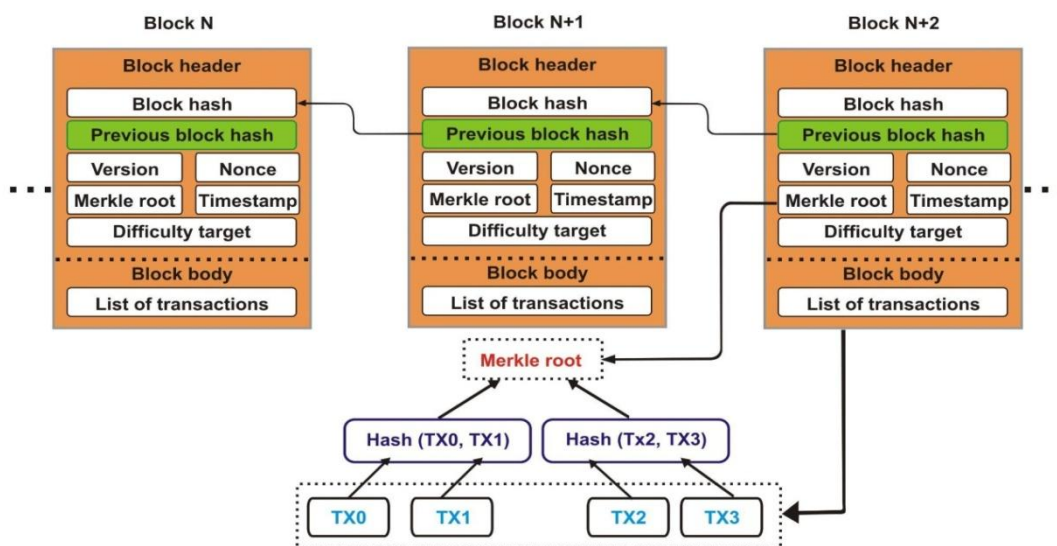 Block N
Block header
Block hash
Previous block hash
Version
Nonce
Merkle root
Timestamp
Difficulty target
Block body
List of transactions
Block N+1
Block header
Block hash
Previous block hash
Version
Nonce
Merkle root
Timestamp
Difficulty target
Block body
List of transactions
Block N+2
Block header
Block hash
Previous block hash
Version
Nonce
Merkle root
Timestamp
Difficulty target
Block body
List of transactions
Merkle root
Hash (TX0, TX1)
Hash (Tx2, TX3)
TX0
TX1
TX2
TX3